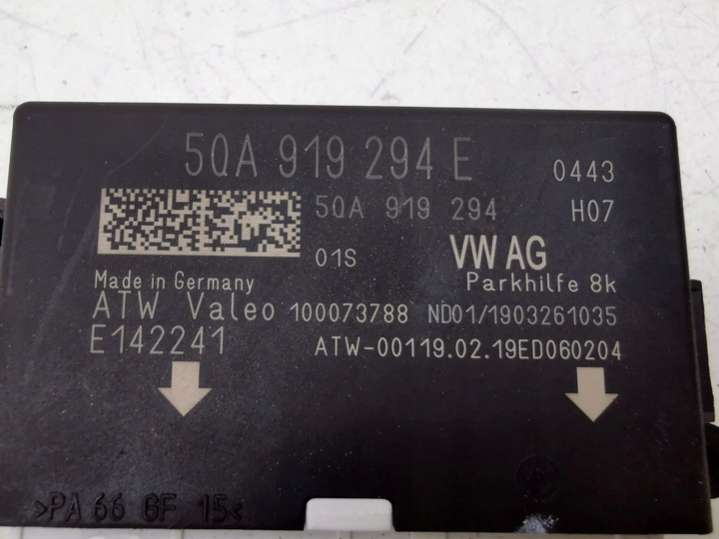 5QA 919 294 E
0443
5QA 919 294
H07
01S
VW AG
Made in Germany
Parkhilfe 8k
ATW Valeo 100073788 ND01/1903261035
E142241
ATW-00119.02.19ED060204
>PA 66 GF 15<